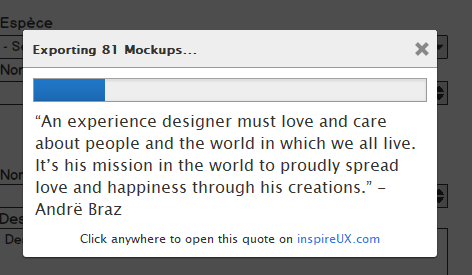 Espèce
Exporting 81 Mockups...
“An experience designer must love and care
about people and the world in which we all live.
It’s his mission in the world to proudly spread
love and happiness through his creations.” –
Andrë Braz
Click anywhere to open this quote on inspireUX.com